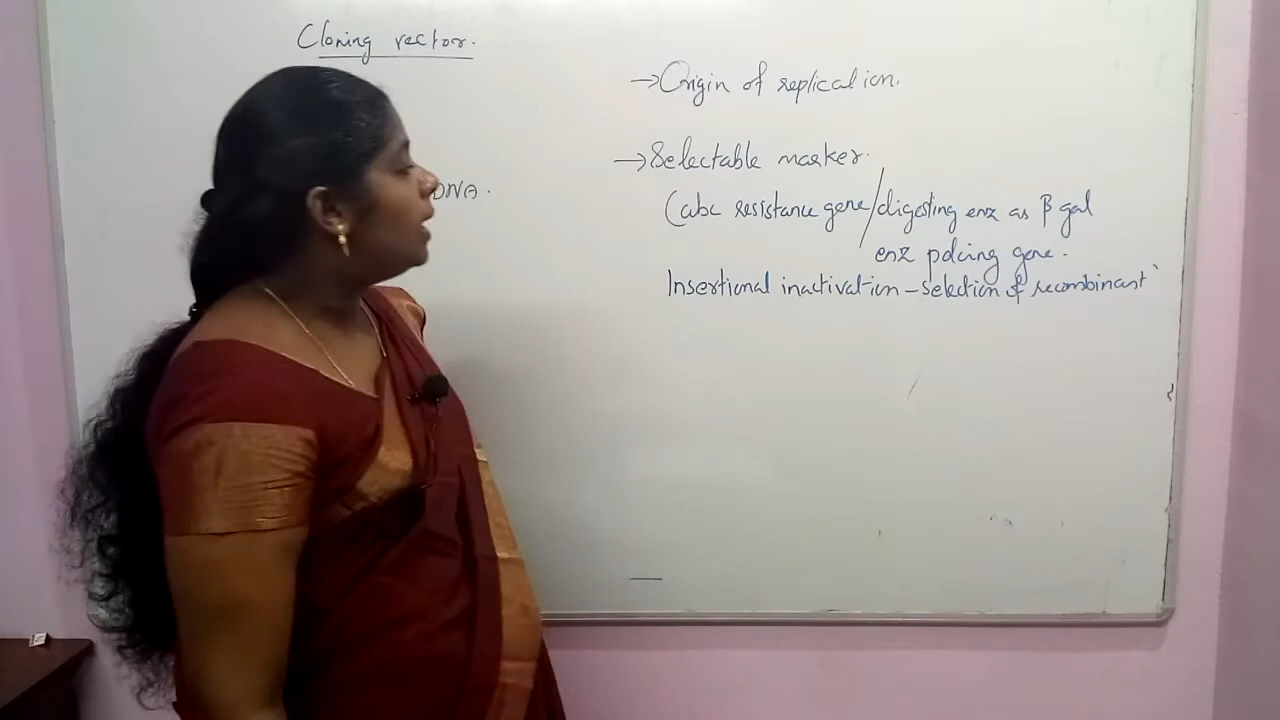 Cloning vector.
DNA.
→Origin of replication.
→Selectable marker.
(abc resistance gene/digesting enz as β gal
enz pdcing gene.
Insertional inactivation - selection of recombinant